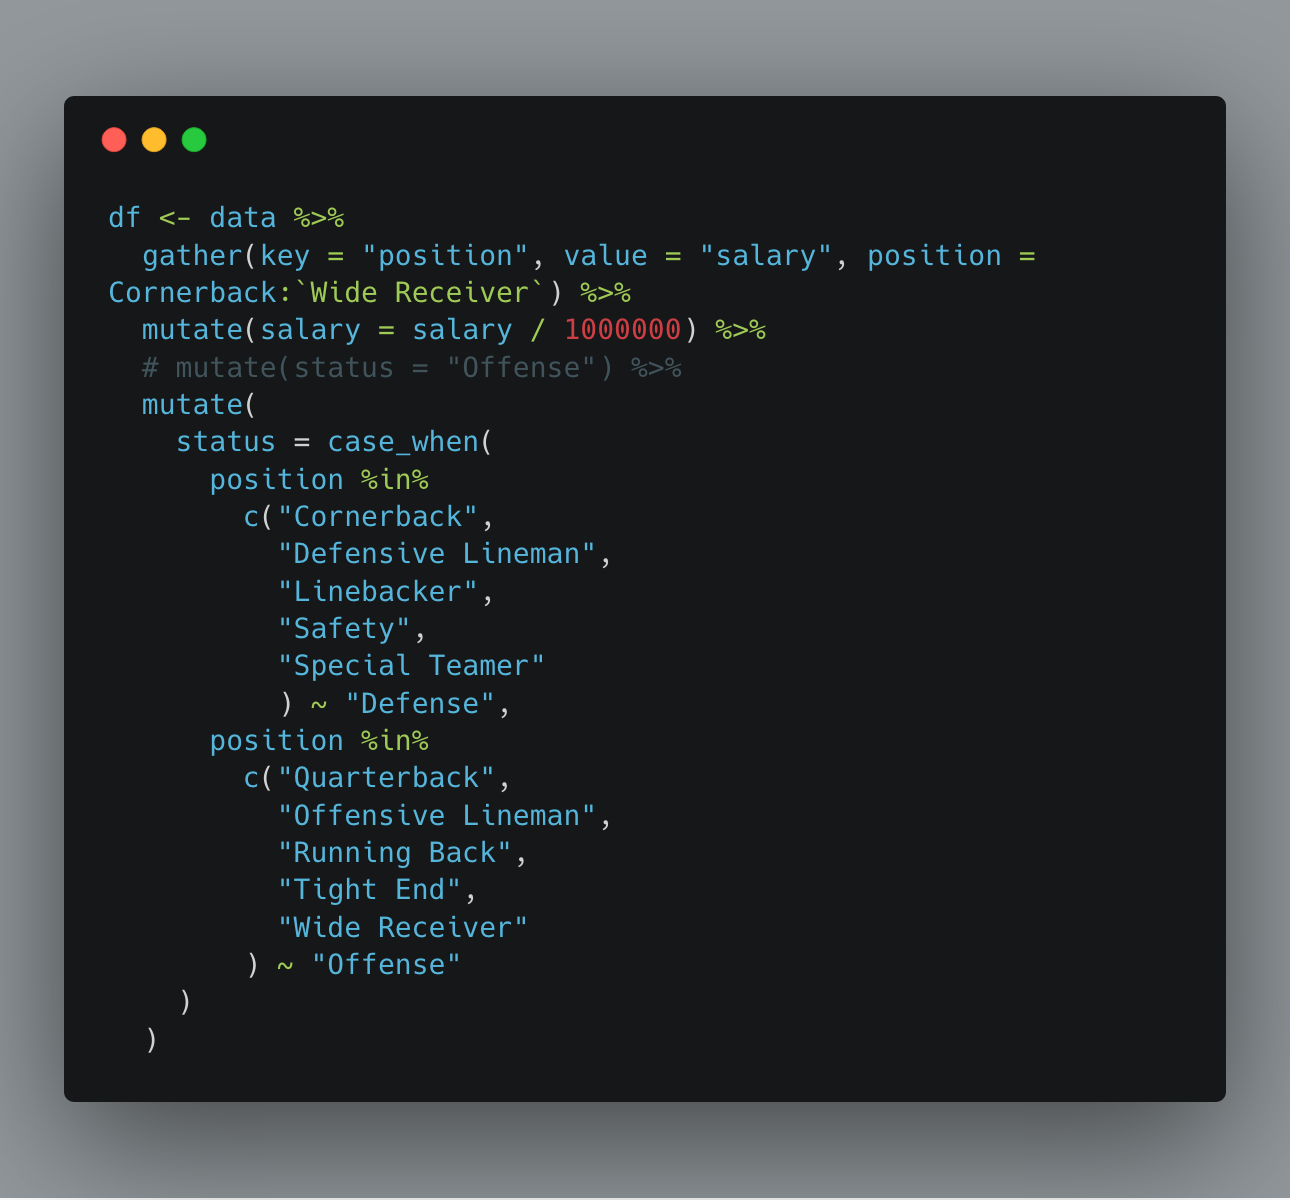 df <- data %>%
  gather(key = "position", value = "salary", position =
Cornerback:`Wide Receiver`) %>%
  mutate(salary = salary / 1000000) %>%
  # mutate(status = "Offense") %>%
  mutate(
    status = case_when(
      position %in%
        c("Cornerback",
          "Defensive Lineman",
          "Linebacker",
          "Safety",
          "Special Teamer"
          ) ~ "Defense",
      position %in%
        c("Quarterback",
          "Offensive Lineman",
          "Running Back",
          "Tight End",
          "Wide Receiver"
        ) ~ "Offense"
    )
  )